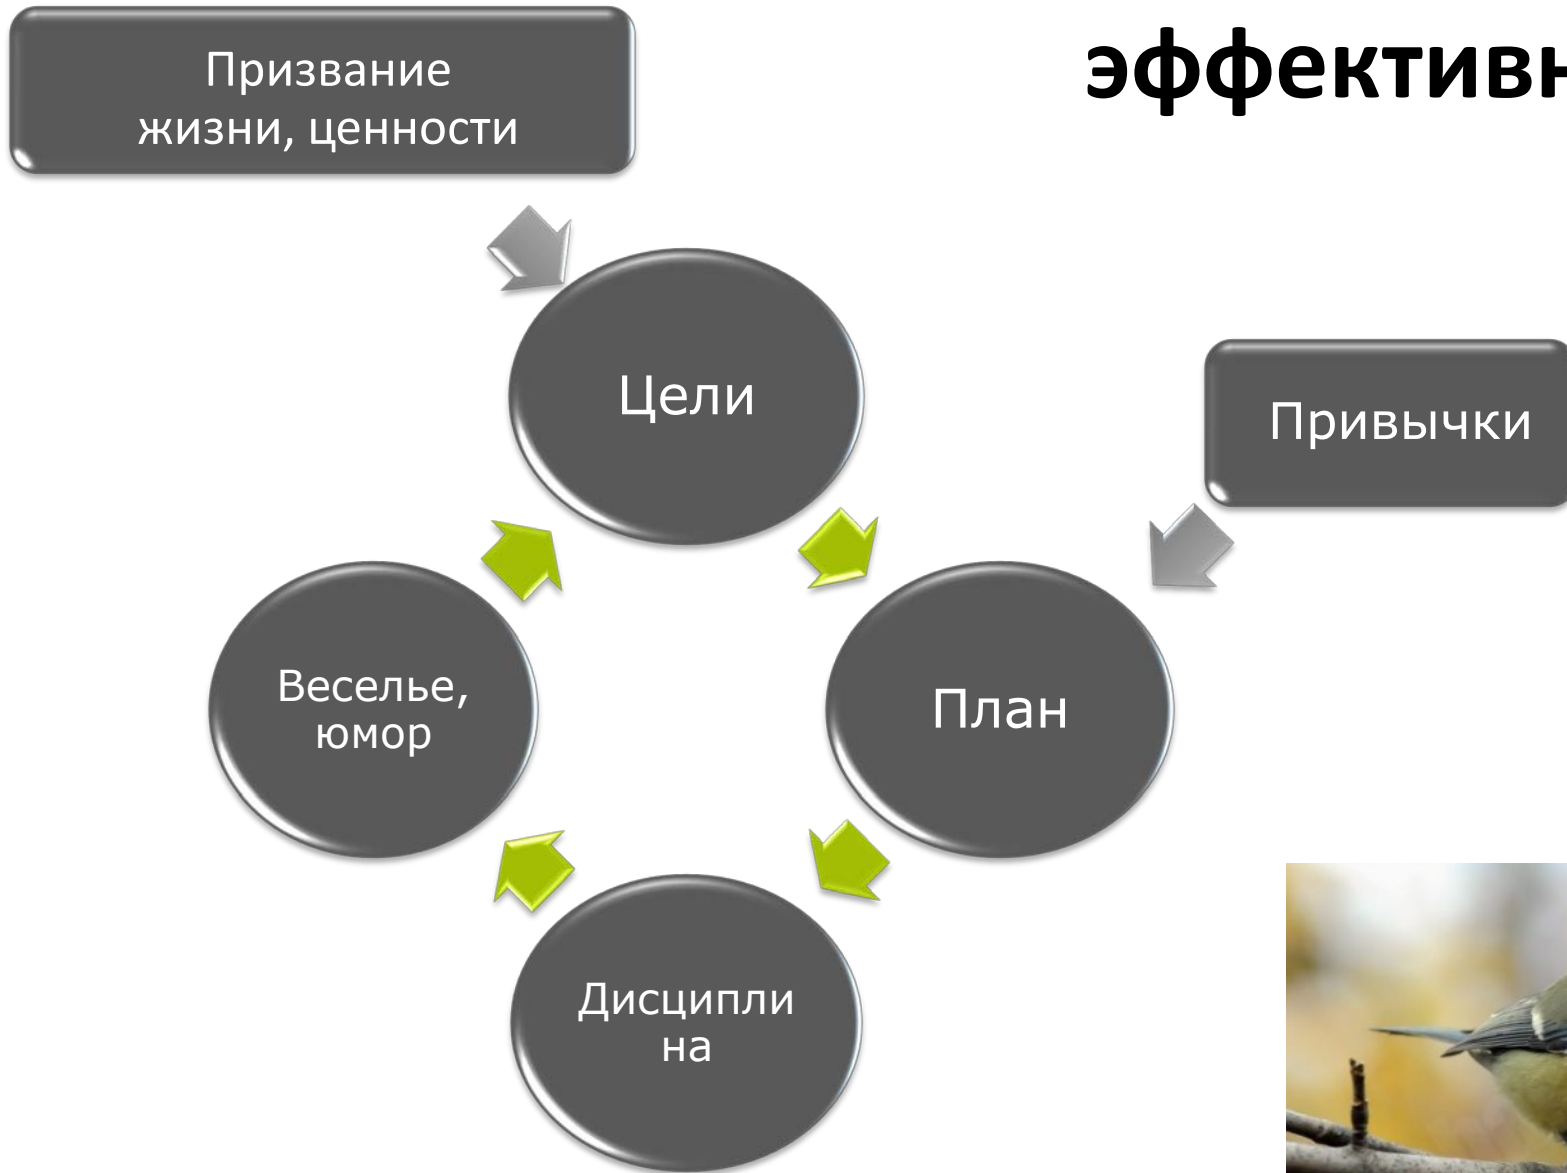 Призвание
жизни, ценности
эффективн
Цели
Привычки
Веселье,
юмор
План
Дисципли
на